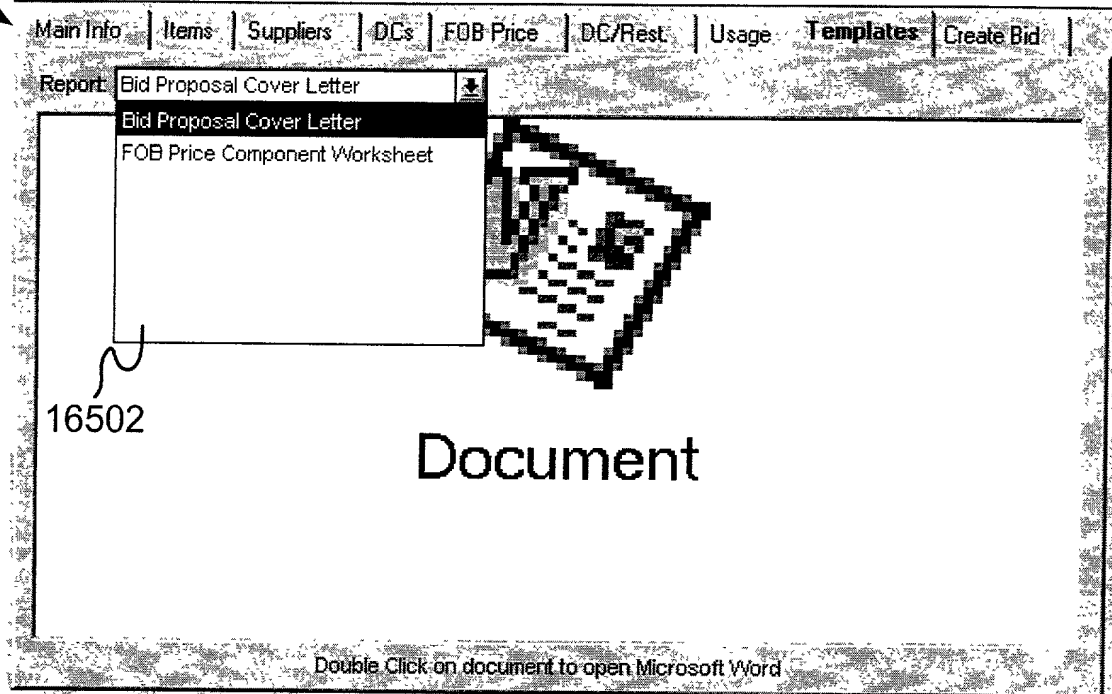 Main Info Items Suppliers DCs FOB Price DC/Rest. Usage Templates Create Bid
Report: Bid Proposal Cover Letter
Bid Proposal Cover Letter
FOB Price Component Worksheet
16502
Document
Double Click on document to open Microsoft Word